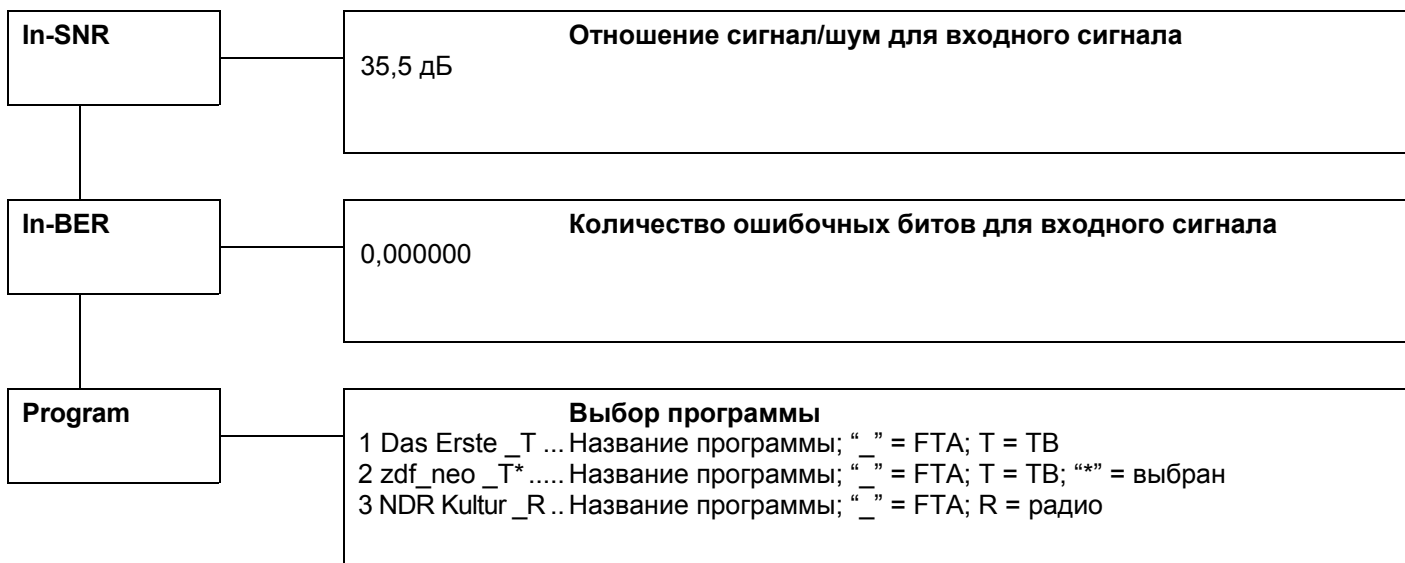 In-SNR
Отношение сигнал/шум для входного сигнала
35,5 дБ
In-BER
Количество ошибочных битов для входного сигнала
0,000000
Program
Выбор программы
1 Das Erste _T ... Название программы; “_” = FTA; T = ТВ
2 zdf_neo _T* ..... Название программы; “_” = FTA; T = ТВ; “*” = выбран
3 NDR Kultur _R .. Название программы; “_” = FTA; R = радио